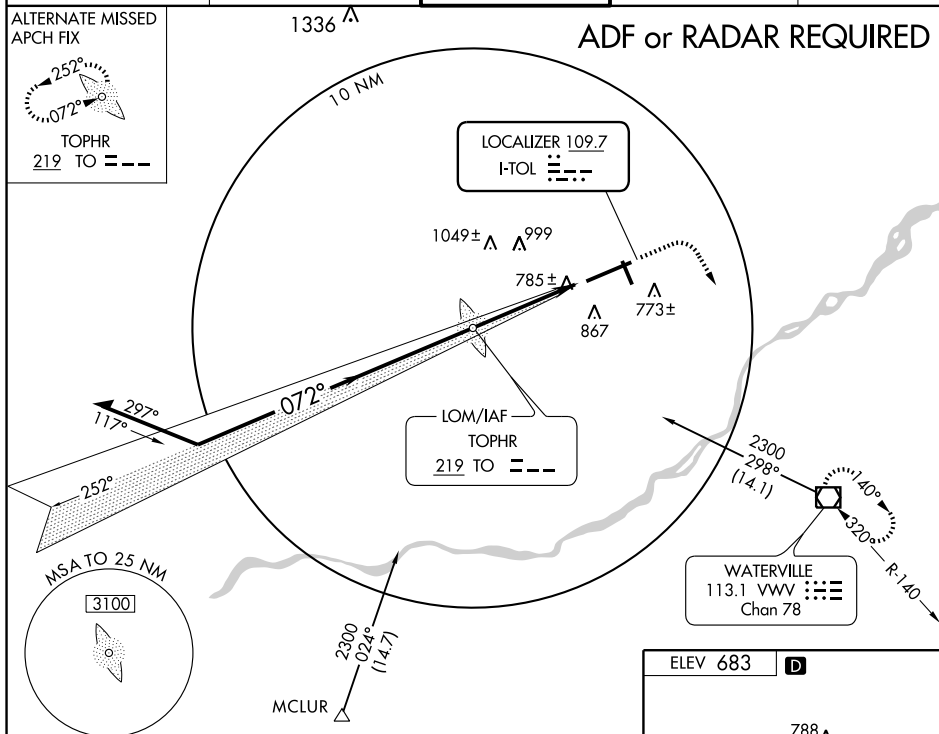 ALTERNATE MISSED
APCH FIX
252°
072°
TOPHR
219 TO
1336
ADF or RADAR REQUIRED
10 NM
LOCALIZER 109.7
I-TOL
1049±
999
785±
867
773±
072°
297°
117°
252°
LOM/IAF
TOPHR
219 TO
2300
298°
(14.1)
140°
320°
R-140
WATERVILLE
113.1 VWV
Chan 78
MSA TO 25 NM
3100
2300
024°
(14.7)
MCLUR
ELEV 683
D
788